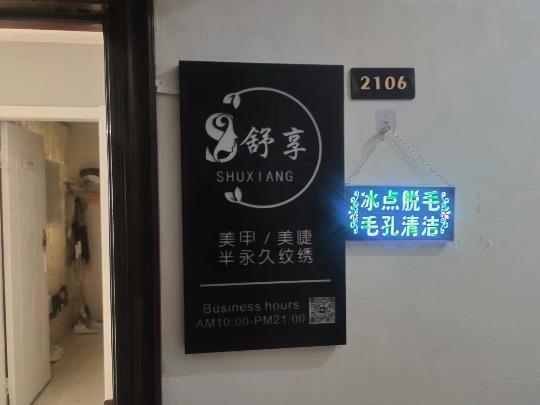 舒享
SHUXIANG
美甲/美睫
半永久纹绣
Business hours
AM10:00-PM21:00
2106
冰点脱毛
毛孔清洁